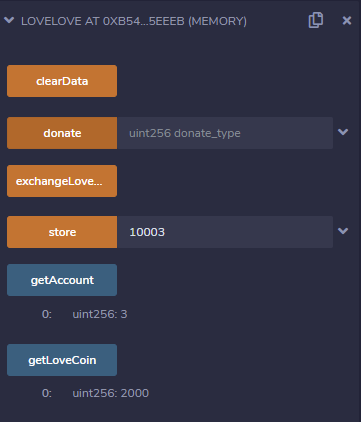 LOVELOVE AT 0XB54...5EEEB (MEMORY)
clearData
donate uint256 donate_type
exchangeLove...
store 10003
getAccount
0: uint256: 3
getLoveCoin
0: uint256: 2000